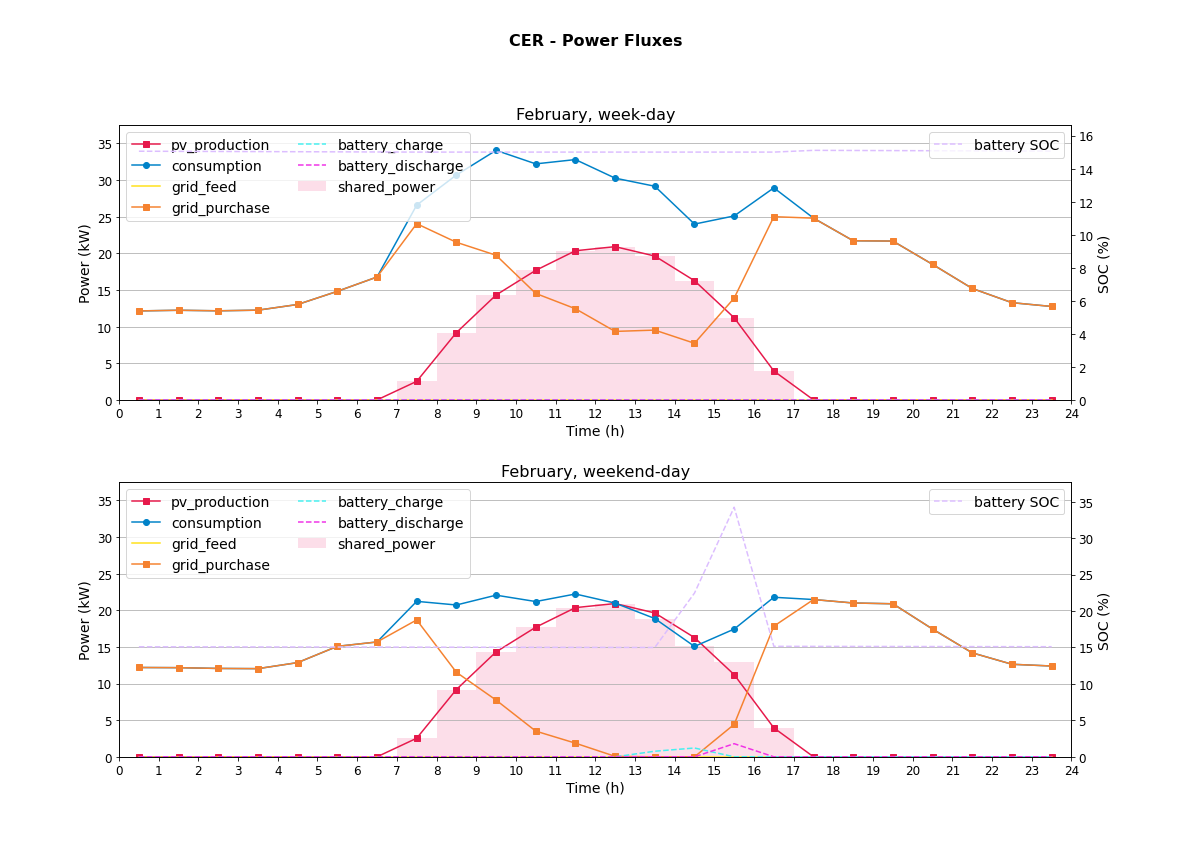 CER - Power Fluxes
February, week-day
pv_production
consumption
grid_feed
grid_purchase
battery_charge
battery_discharge
shared_power
battery SOC
Power (kW)
35
30
25
20
15
10
5
0
SOC (%)
16
14
12
10
8
6
4
2
0
0 1 2 3 4 5 6 7 8 9 10 11 12 13 14 15 16 17 18 19 20 21 22 23 24
Time (h)
February, weekend-day
pv_production
consumption
grid_feed
grid_purchase
battery_charge
battery_discharge
shared_power
battery SOC
Power (kW)
35
30
25
20
15
10
5
0
SOC (%)
35
30
25
20
15
10
5
0
0 1 2 3 4 5 6 7 8 9 10 11 12 13 14 15 16 17 18 19 20 21 22 23 24
Time (h)